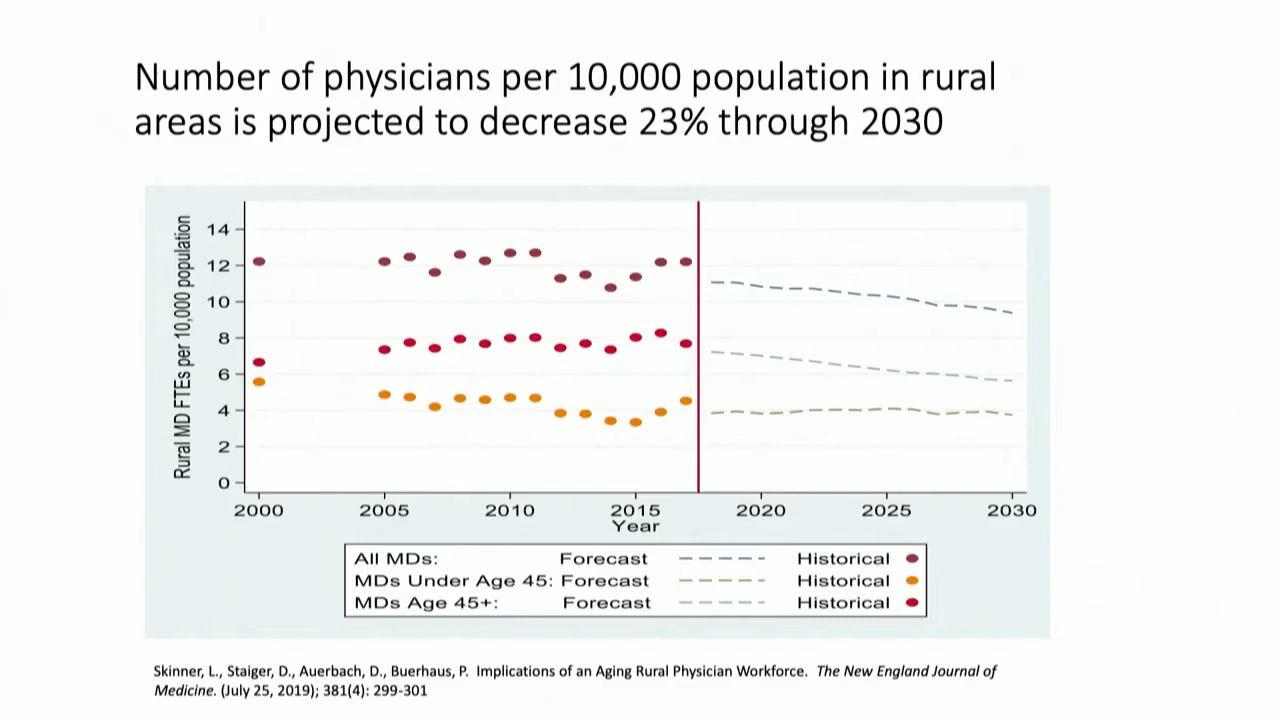 Number of physicians per 10,000 population in rural
areas is projected to decrease 23% through 2030
Rural MD FTEs per 10,000 population
14
12
10
8
6
4
2
0
2000 2005 2010 2015 2020 2025 2030
Year
All MDs: Forecast Historical
MDs Under Age 45: Forecast Historical
MDs Age 45+: Forecast Historical
Skinner, L., Staiger, D., Auerbach, D., Buerhaus, P. Implications of an Aging Rural Physician Workforce. The New England Journal of
Medicine. (July 25, 2019); 381(4): 299-301